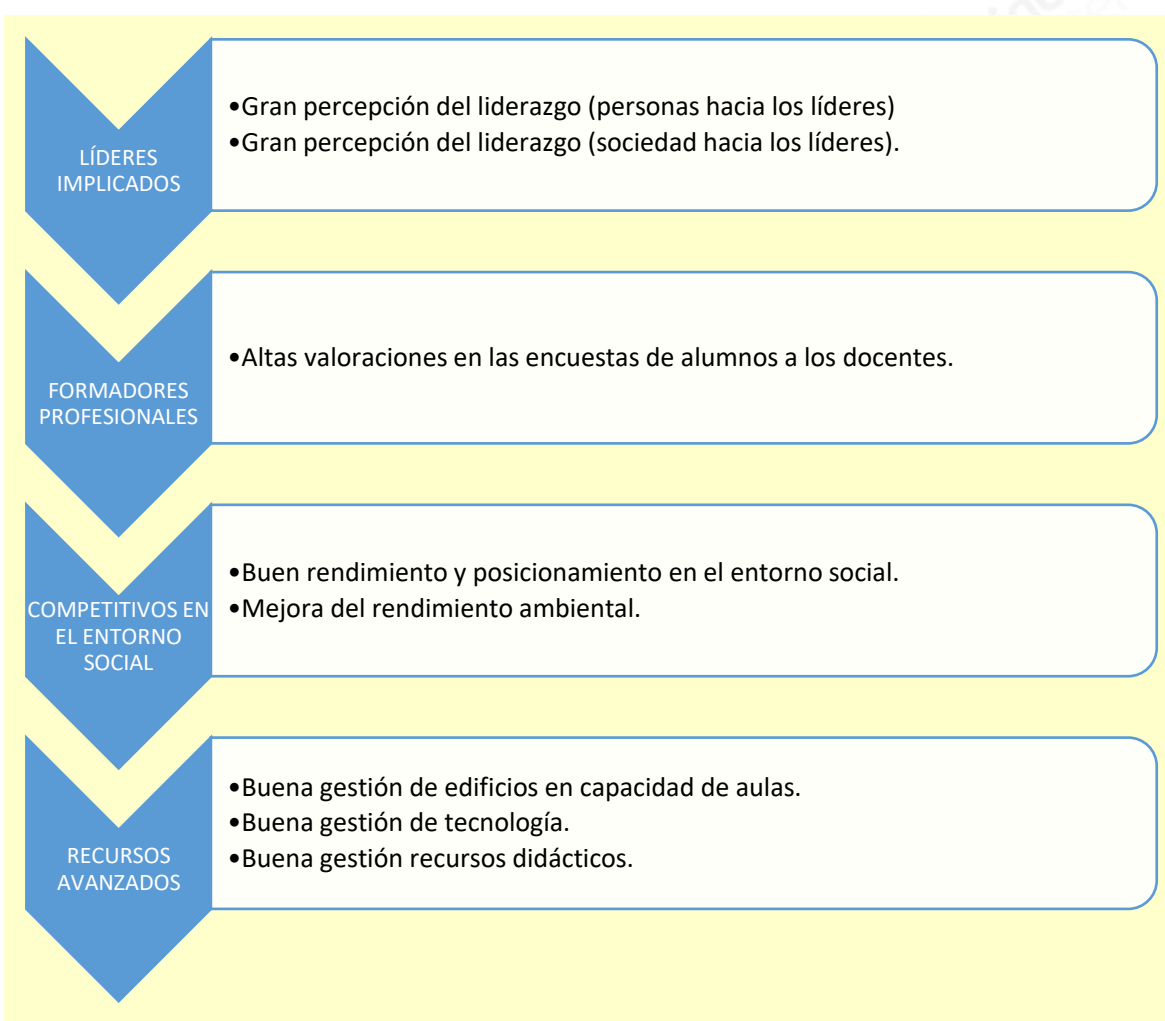 LÍDERES
IMPLICADOS
•Gran percepción del liderazgo (personas hacia los líderes)
•Gran percepción del liderazgo (sociedad hacia los líderes).
FORMADORES
PROFESIONALES
•Altas valoraciones en las encuestas de alumnos a los docentes.
COMPETITIVOS EN
EL ENTORNO
SOCIAL
•Buen rendimiento y posicionamiento en el entorno social.
•Mejora del rendimiento ambiental.
RECURSOS
AVANZADOS
•Buena gestión de edificios en capacidad de aulas.
•Buena gestión de tecnología.
•Buena gestión recursos didácticos.